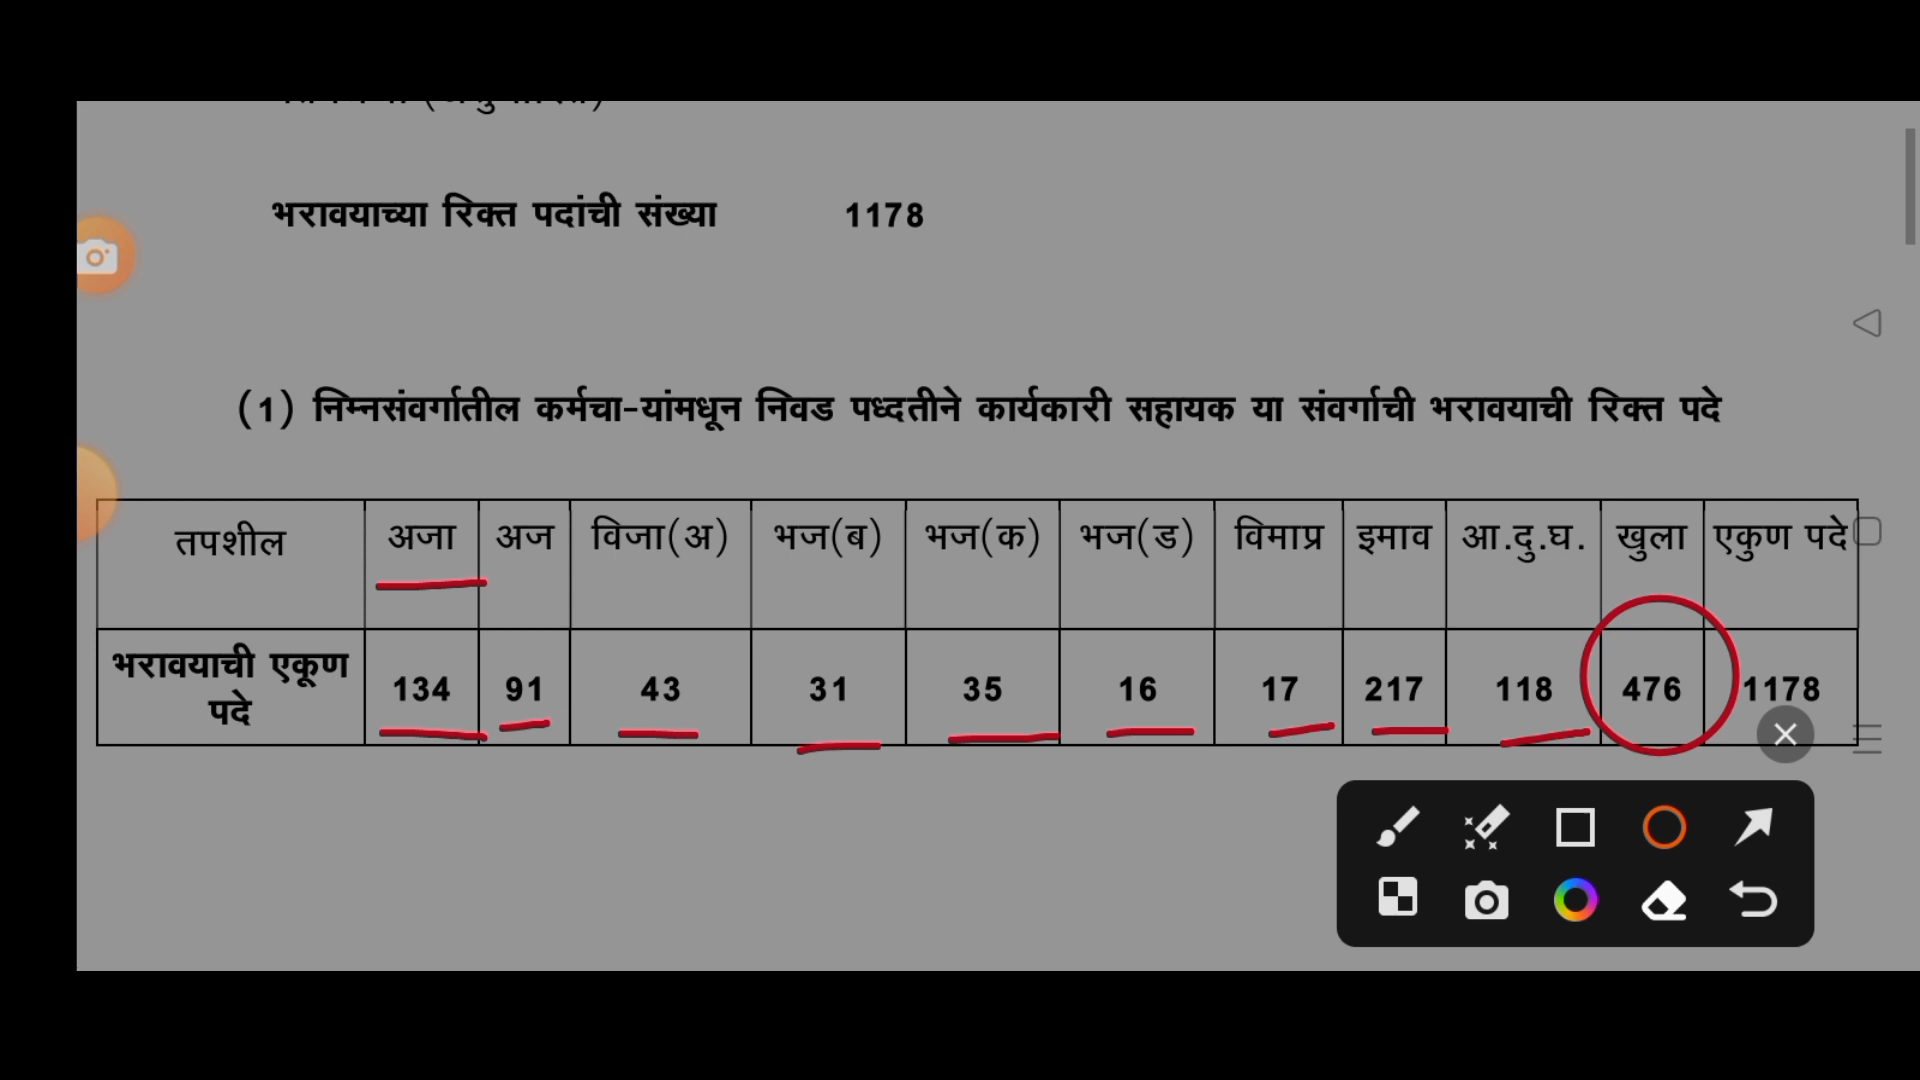 भरावयाच्या रिक्त पदांची संख्या 1178
(1) निम्नसंवर्गातील कर्मचा-यांमधून निवड पध्दतीने कार्यकारी सहायक या संवर्गाची भरावयाची रिक्त पदे
तपशील अजा अज विजा(अ) भज(ब) भज(क) भज(ड) विमाप्र इमाव आ.दु.घ. खुला एकुण पदे
भरावयाची एकूण पदे 134 91 43 31 35 16 17 217 118 476 1178